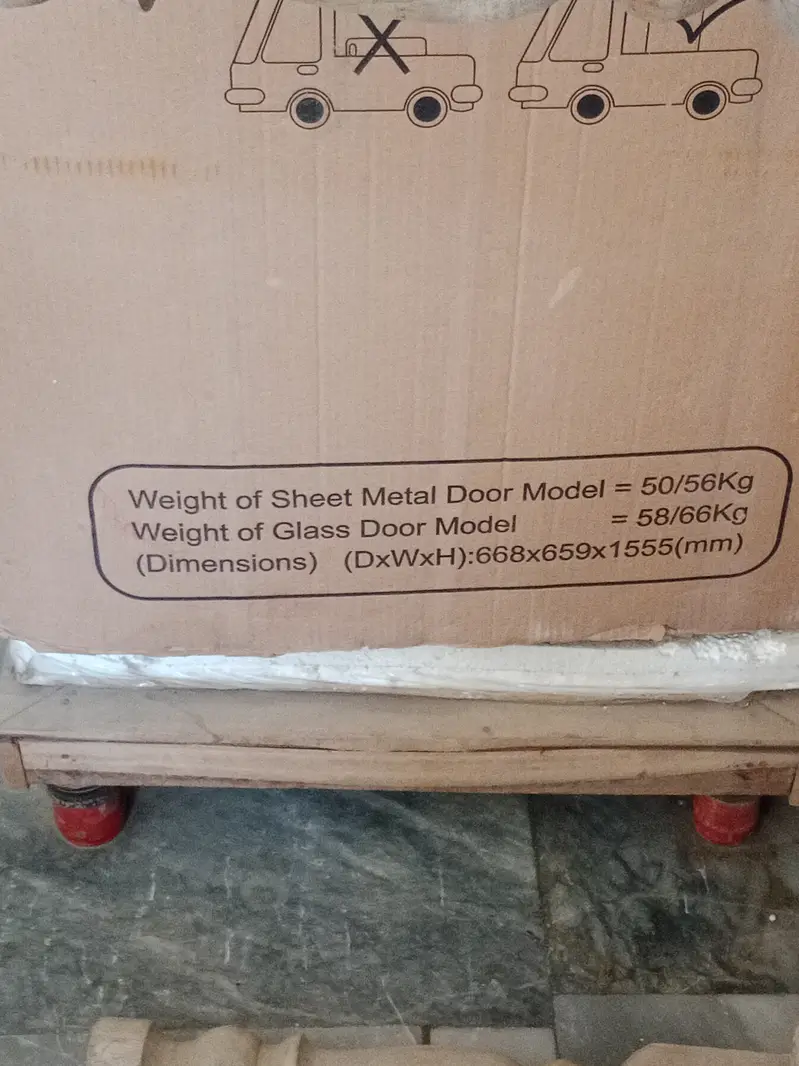 Weight of Sheet Metal Door Model = 50/56Kg
Weight of Glass Door Model = 58/66Kg
(Dimensions) (DxWxH):668x659x1555(mm)